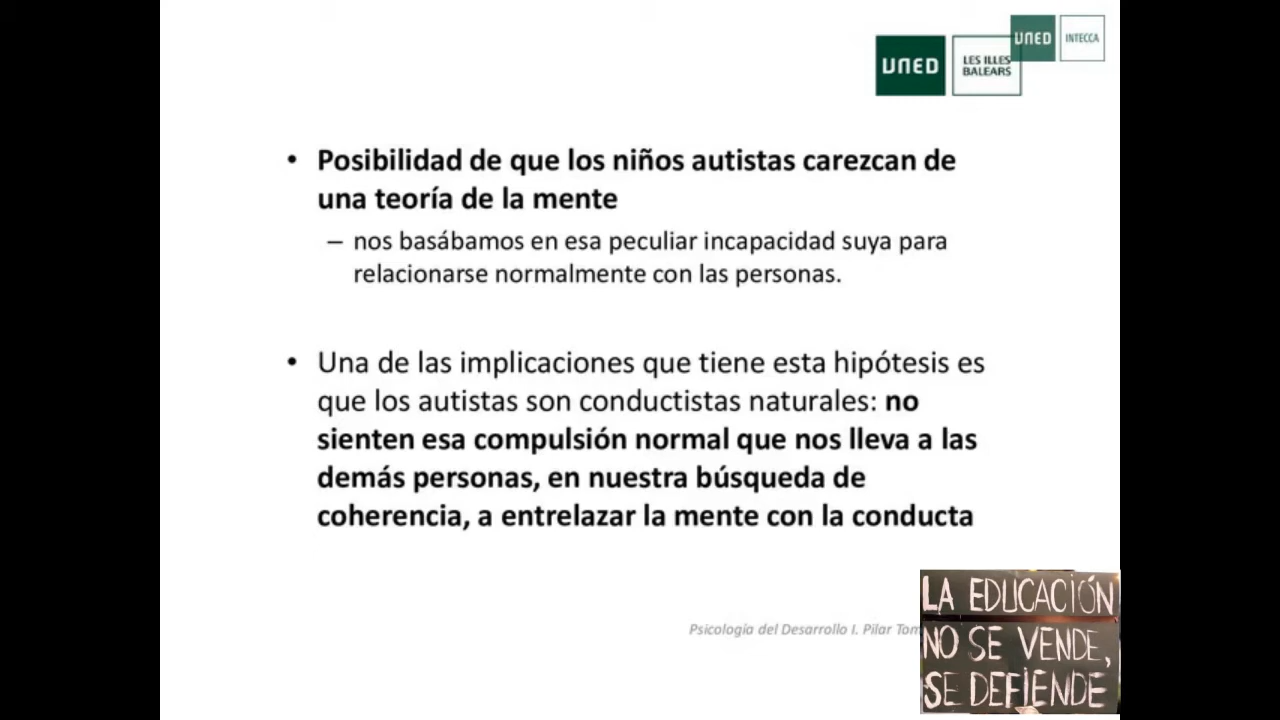 UNED
INTECCA
UNED
LES ILLES
BALEARS
• Posibilidad de que los niños autistas carezcan de
una teoría de la mente
– nos basábamos en esa peculiar incapacidad suya para
relacionarse normalmente con las personas.
• Una de las implicaciones que tiene esta hipótesis es
que los autistas son conductistas naturales: no
sienten esa compulsión normal que nos lleva a las
demás personas, en nuestra búsqueda de
coherencia, a entrelazar la mente con la conducta
Psicología del Desarrollo I. Pilar
LA EDUCACIÓN
NO SE VENDE,
SE DEFIENDE